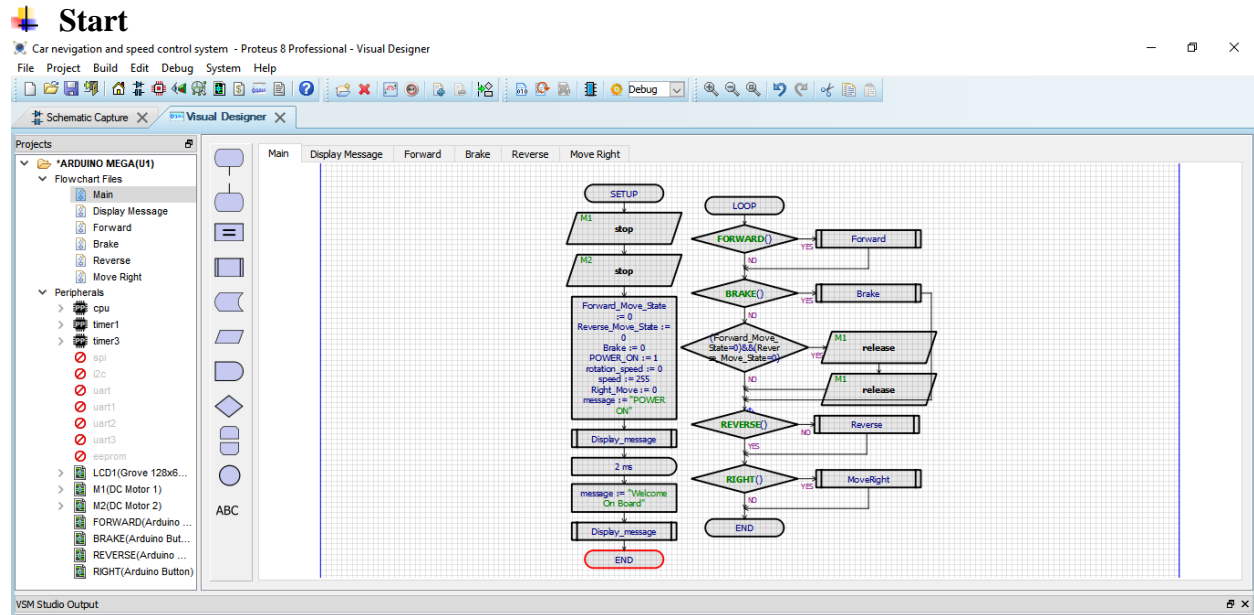 Start
Car nevigation and speed control system - Proteus 8 Professional - Visual Designer
File Project Build Edit Debug System Help
Debug
Schematic Capture
Visual Designer
Projects
*ARDUINO MEGA(U1)
Flowchart Files
Main
Display Message
Forward
Brake
Reverse
Move Right
Peripherals
cpu
timer1
timer3
spi
i2c
uart
uart1
uart2
uart3
eeprom
LCD1(Grove 128x6...
M1(DC Motor 1)
M2(DC Motor 2)
FORWARD(Arduino ...
BRAKE(Arduino But...
REVERSE(Arduino ...
RIGHT(Arduino Button)
ABC
Main Display Message Forward Brake Reverse Move Right
SETUP
M1
stop
M2
stop
Forward_Move_State
:= 0
Reverse_Move_State :=
0
Brake := 0
POWER_ON := 1
rotation_speed := 0
speed := 255
Right_Move := 0
message := "POWER
ON"
Display_message
2 ms
message := "Welcome
On Board"
Display_message
END
LOOP
FORWARD()
YES
Forward
NO
BRAKE()
YES
Brake
NO
(Forward_Move_
State=0)&&(Rever
se_Move_State=0)
YES
M1
release
NO
M1
release
REVERSE()
NO
Reverse
YES
RIGHT()
YES
MoveRight
NO
END
VSM Studio Output